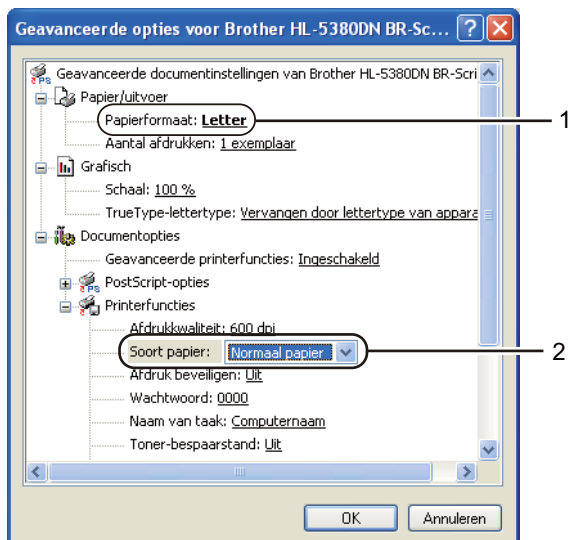 Geavanceerde opties voor Brother HL-5380DN BR-Sc...
Geavanceerde documentinstellingen van Brother HL-5380DN BR-Scri
Papier/uitvoer
Papierformaat: Letter
1
Aantal afdrukken: 1 exemplaar
Grafisch
Schaal: 100 %
TrueType-lettertype: Vervangen door lettertype van appara
Documentopties
Geavanceerde printerfuncties: Ingeschakeld
PostScript-opties
Printerfuncties
Afdrukkwaliteit: 600 dpi
Soort papier: Normaal papier
2
Afdruk beveiligen: Uit
Wachtwoord: 0000
Naam van taak: Computernaam
Toner-bespaarstand: Uit
OK
Annuleren